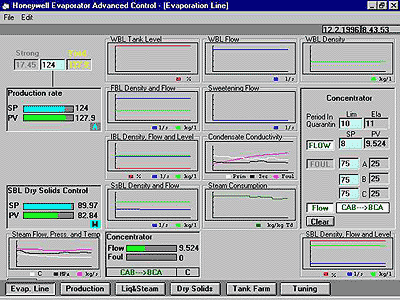 Honeywell Evaporator Advanced Control - [Evaporation Line]
File Edit
12.2.1996 8.43.53
Strong Feed
17.45 124 127.9
Production rate
SP 124
PV 127.9
A
SBL Dry Solids Control
SP 89.97
PV 82.84
M
Steam Flow, Press. and Temp
C MPa kg/s
WBL Tank Level
%
WBL Flow
l/s
WBL Density
kg/l
FBL Density and Flow
l/s kg/l
Sweetening Flow
l/s
IBL Density, Flow and Level
% l/s kg/l
Condensate Conductivity
Prim Sec Foul
SsBL Density and Flow
l/s kg/l
Steam Consumption
kg/kg Td
Concentrator
Flow 9.524
Foul 0
CAB-->BCA C
Concentrator
Lim Ela
Period In Quarantin 10 11
SP PV
FLOW 8 9.524
FOUL 75 A 25
75 B 25
75 C 25
Flow CAB-->BCA
Clear
SBL Density, Flow and Level
% l/s kg/l
Evap. Line Production Liq&Steam Dry Solids Tank Farm Tuning